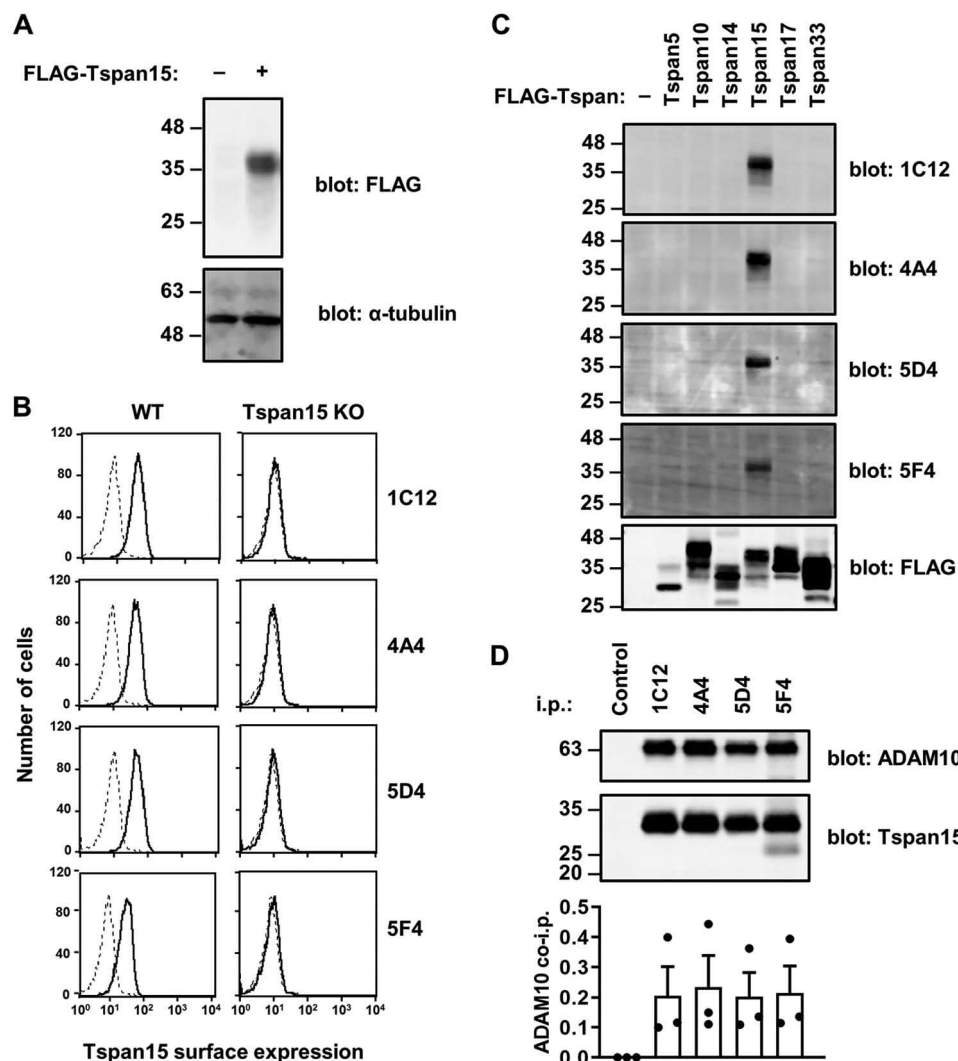 A
FLAG-Tspan15: – +
48
35
25
blot: FLAG
63
48
blot: α-tubulin
B
WT Tspan15 KO
120
80
40
0
1C12
120
80
40
0
4A4
120
80
40
0
5D4
120
80
40
0
5F4
10⁰ 10¹ 10² 10³ 10⁴ 10⁰ 10¹ 10² 10³ 10⁴
Number of cells
Tspan15 surface expression
C
FLAG-Tspan: – Tspan5 Tspan10 Tspan14 Tspan15 Tspan17 Tspan33
48
35
25
blot: 1C12
48
35
25
blot: 4A4
48
35
25
blot: 5D4
48
35
25
blot: 5F4
48
35
25
blot: FLAG
D
i.p.: Control 1C12 4A4 5D4 5F4
63
blot: ADAM10
35
25
20
blot: Tspan15
ADAM10 co-i.p.
0.5
0.4
0.3
0.2
0.1
0.0